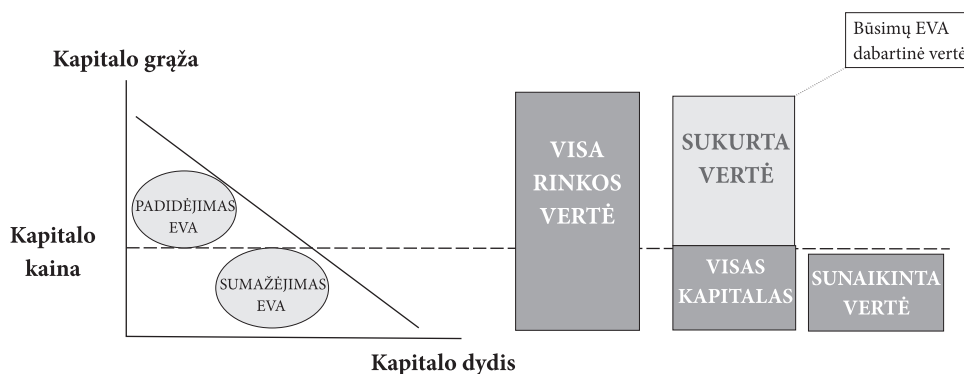 Kapitalo grąža
PADIDĖJIMAS
EVA
Kapitalo
kaina
SUMAŽĖJIMAS
EVA
Kapitalo dydis
VISA
RINKOS
VERTĖ
SUKURTA
VERTĖ
VISAS
KAPITALAS
SUNAIKINTA
VERTĖ
Būsimų EVA
dabartinė vertė